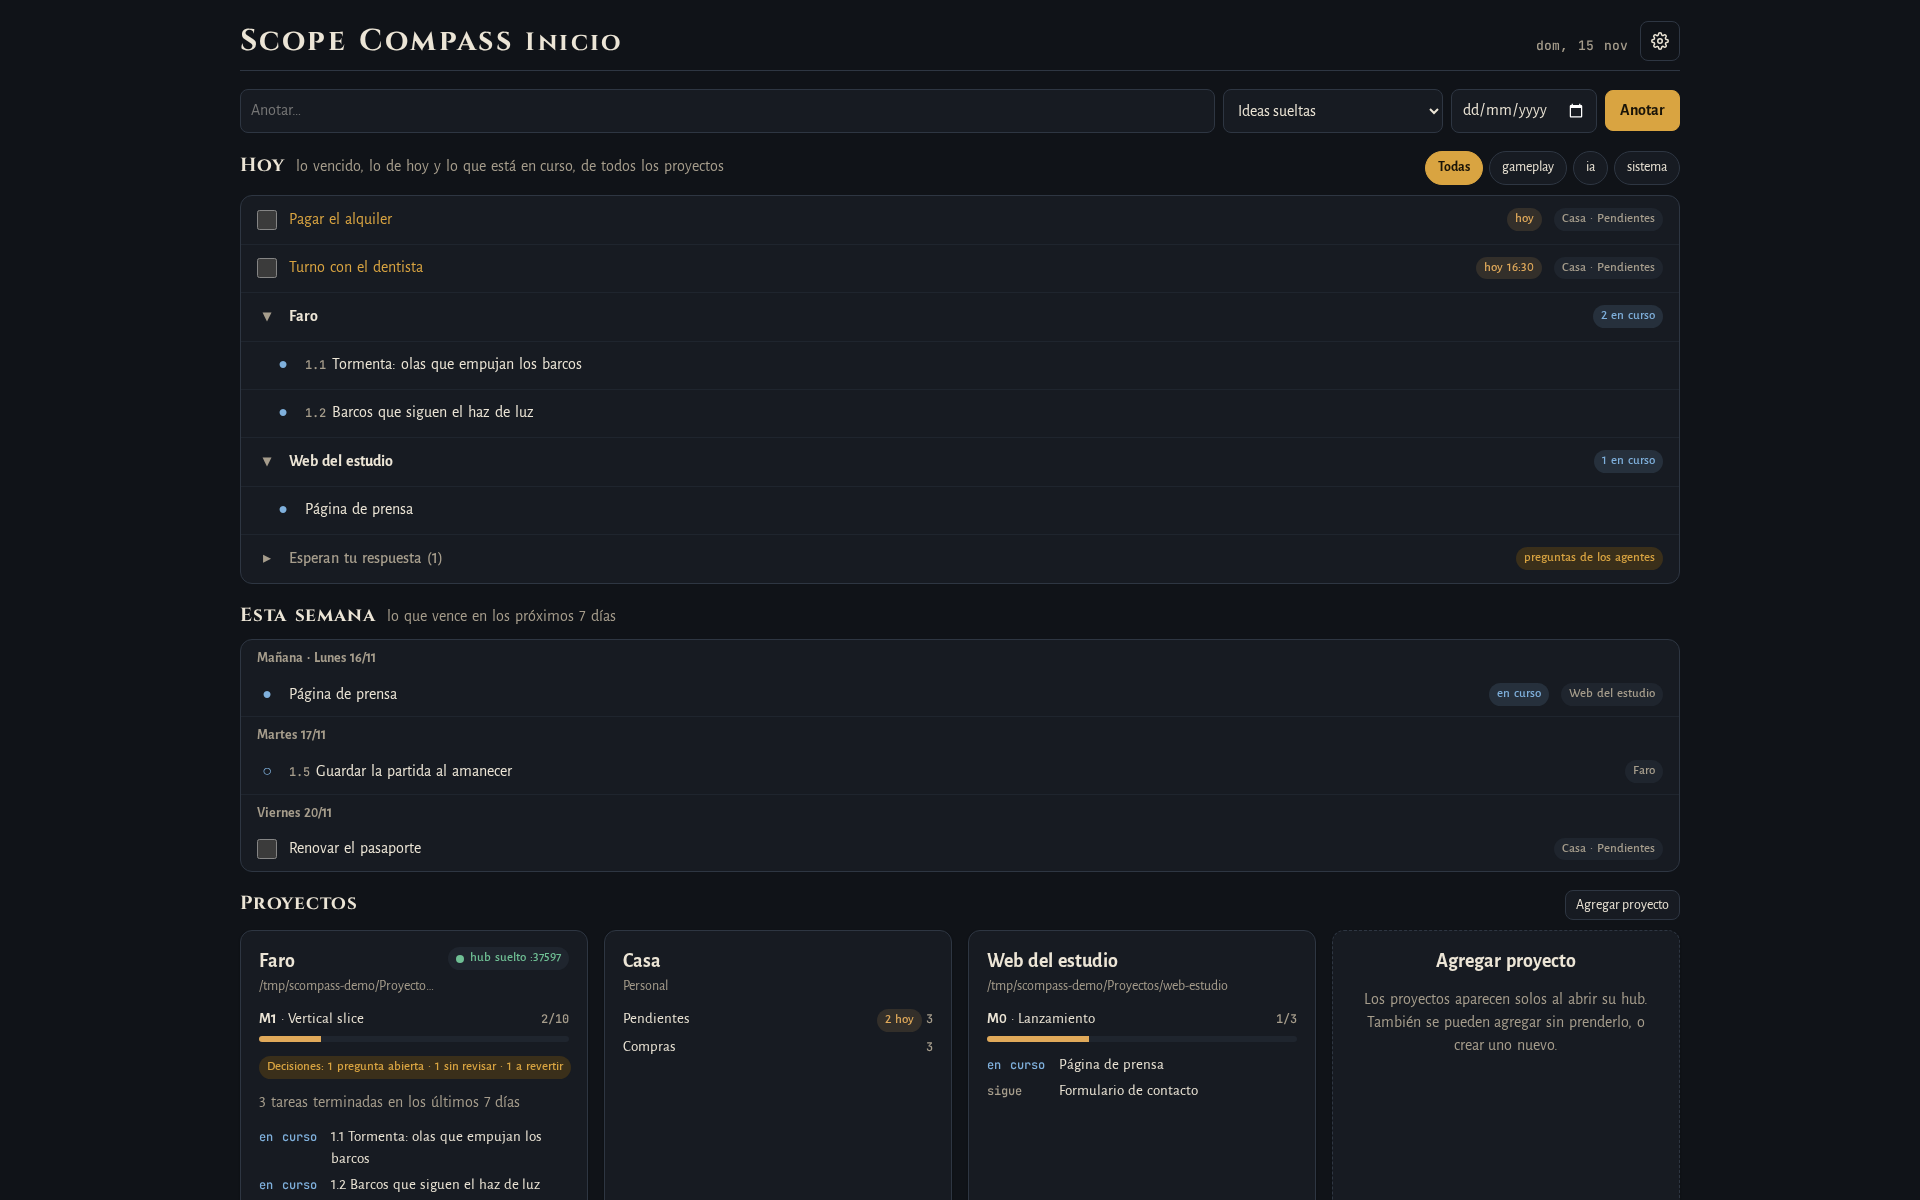 Scope Compass Inicio
dom, 15 nov
Anotar…
Ideas sueltas
dd/mm/yyyy
Anotar
Hoy lo vencido, lo de hoy y lo que está en curso, de todos los proyectos
Todas gameplay ia sistema
Pagar el alquiler hoy Casa · Pendientes
Turno con el dentista hoy 16:30 Casa · Pendientes
Faro 2 en curso
1.1 Tormenta: olas que empujan los barcos
1.2 Barcos que siguen el haz de luz
Web del estudio 1 en curso
Página de prensa
Esperan tu respuesta (1) preguntas de los agentes
Esta semana lo que vence en los próximos 7 días
Mañana · Lunes 16/11
Página de prensa en curso Web del estudio
Martes 17/11
1.5 Guardar la partida al amanecer Faro
Viernes 20/11
Renovar el pasaporte Casa · Pendientes
Proyectos
Agregar proyecto
Faro hub suelto :37597
/tmp/scompass-demo/Proyecto…
M1 · Vertical slice 2/10
Decisiones: 1 pregunta abierta · 1 sin revisar · 1 a revertir
3 tareas terminadas en los últimos 7 días
en curso 1.1 Tormenta: olas que empujan los
barcos
en curso 1.2 Barcos que siguen el haz de luz
Casa
Personal
Pendientes 2 hoy 3
Compras 3
Web del estudio
/tmp/scompass-demo/Proyectos/web-estudio
M0 · Lanzamiento 1/3
en curso Página de prensa
sigue Formulario de contacto
Agregar proyecto
Los proyectos aparecen solos al abrir su hub.
También se pueden agregar sin prenderlo, o
crear uno nuevo.